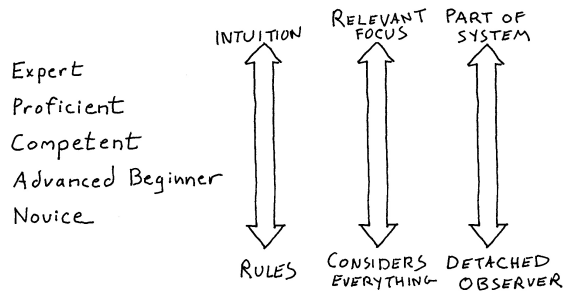 INTUITION
RELEVANT
FOCUS
PART OF
SYSTEM
Expert
Proficient
Competent
Advanced Beginner
Novice
RULES
CONSIDERS
EVERYTHING
DETACHED
OBSERVER